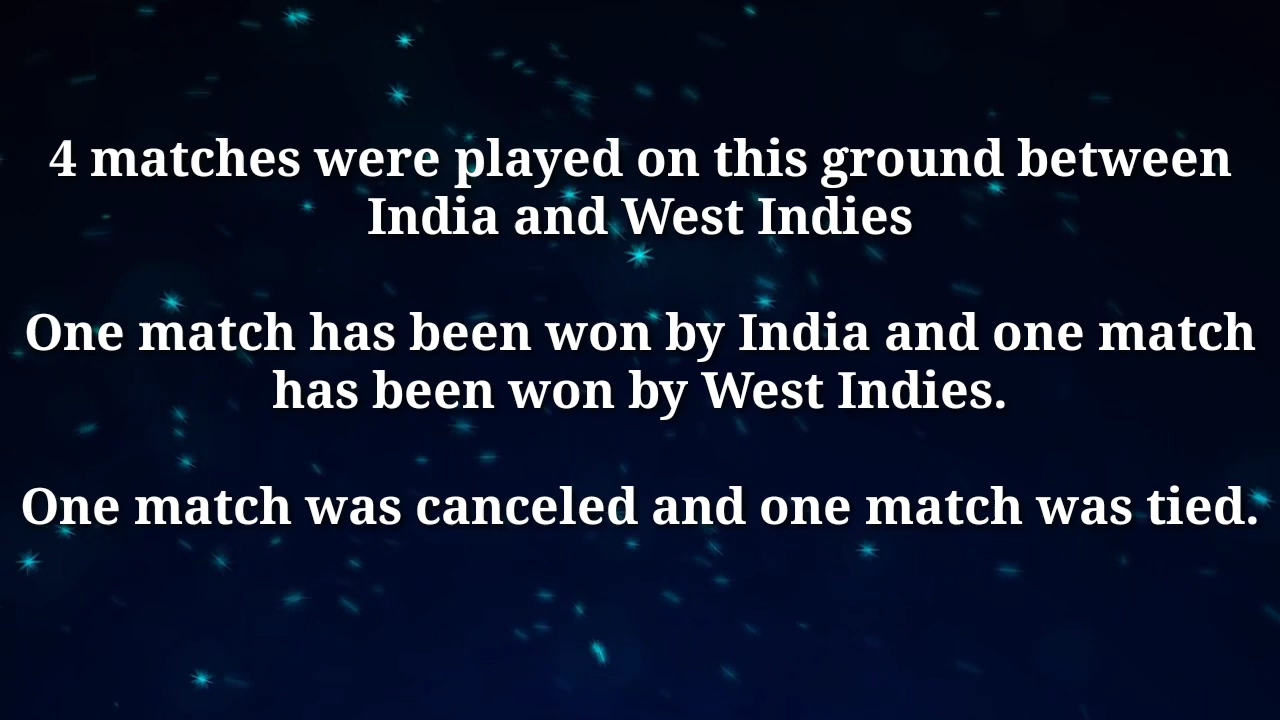 4 matches were played on this ground between
India and West Indies
One match has been won by India and one match
has been won by West Indies.
One match was canceled and one match was tied.